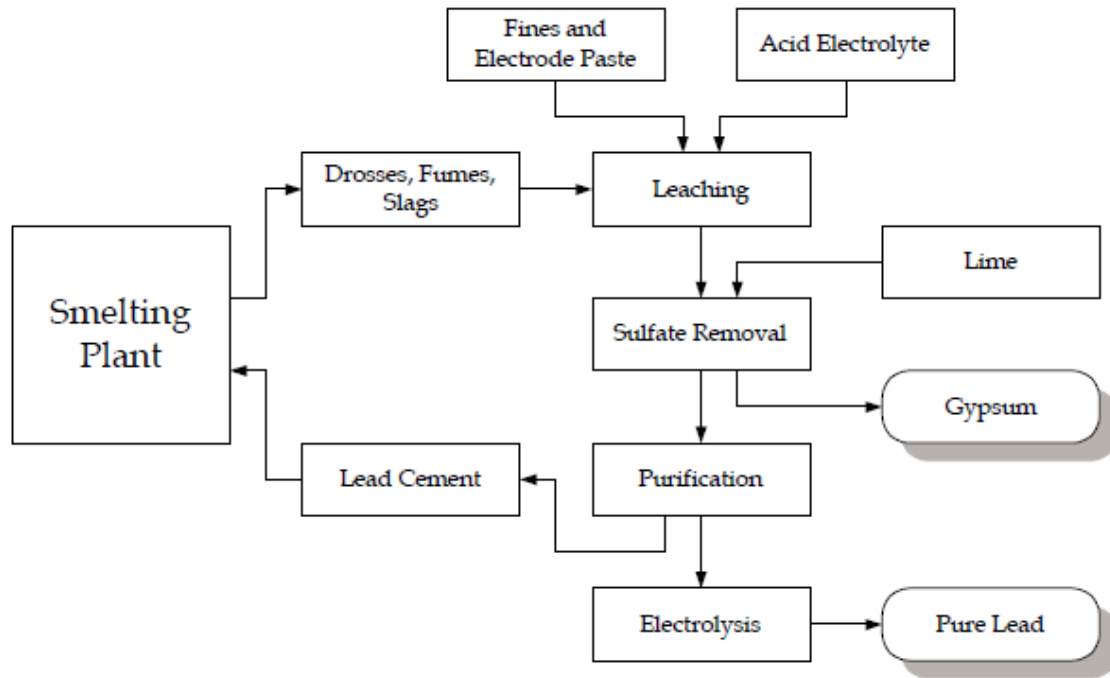 Fines and
Electrode Paste
Acid Electrolyte
Drosses, Fumes,
Slags
Leaching
Smelting
Plant
Lime
Sulfate Removal
Gypsum
Lead Cement
Purification
Electrolysis
Pure Lead